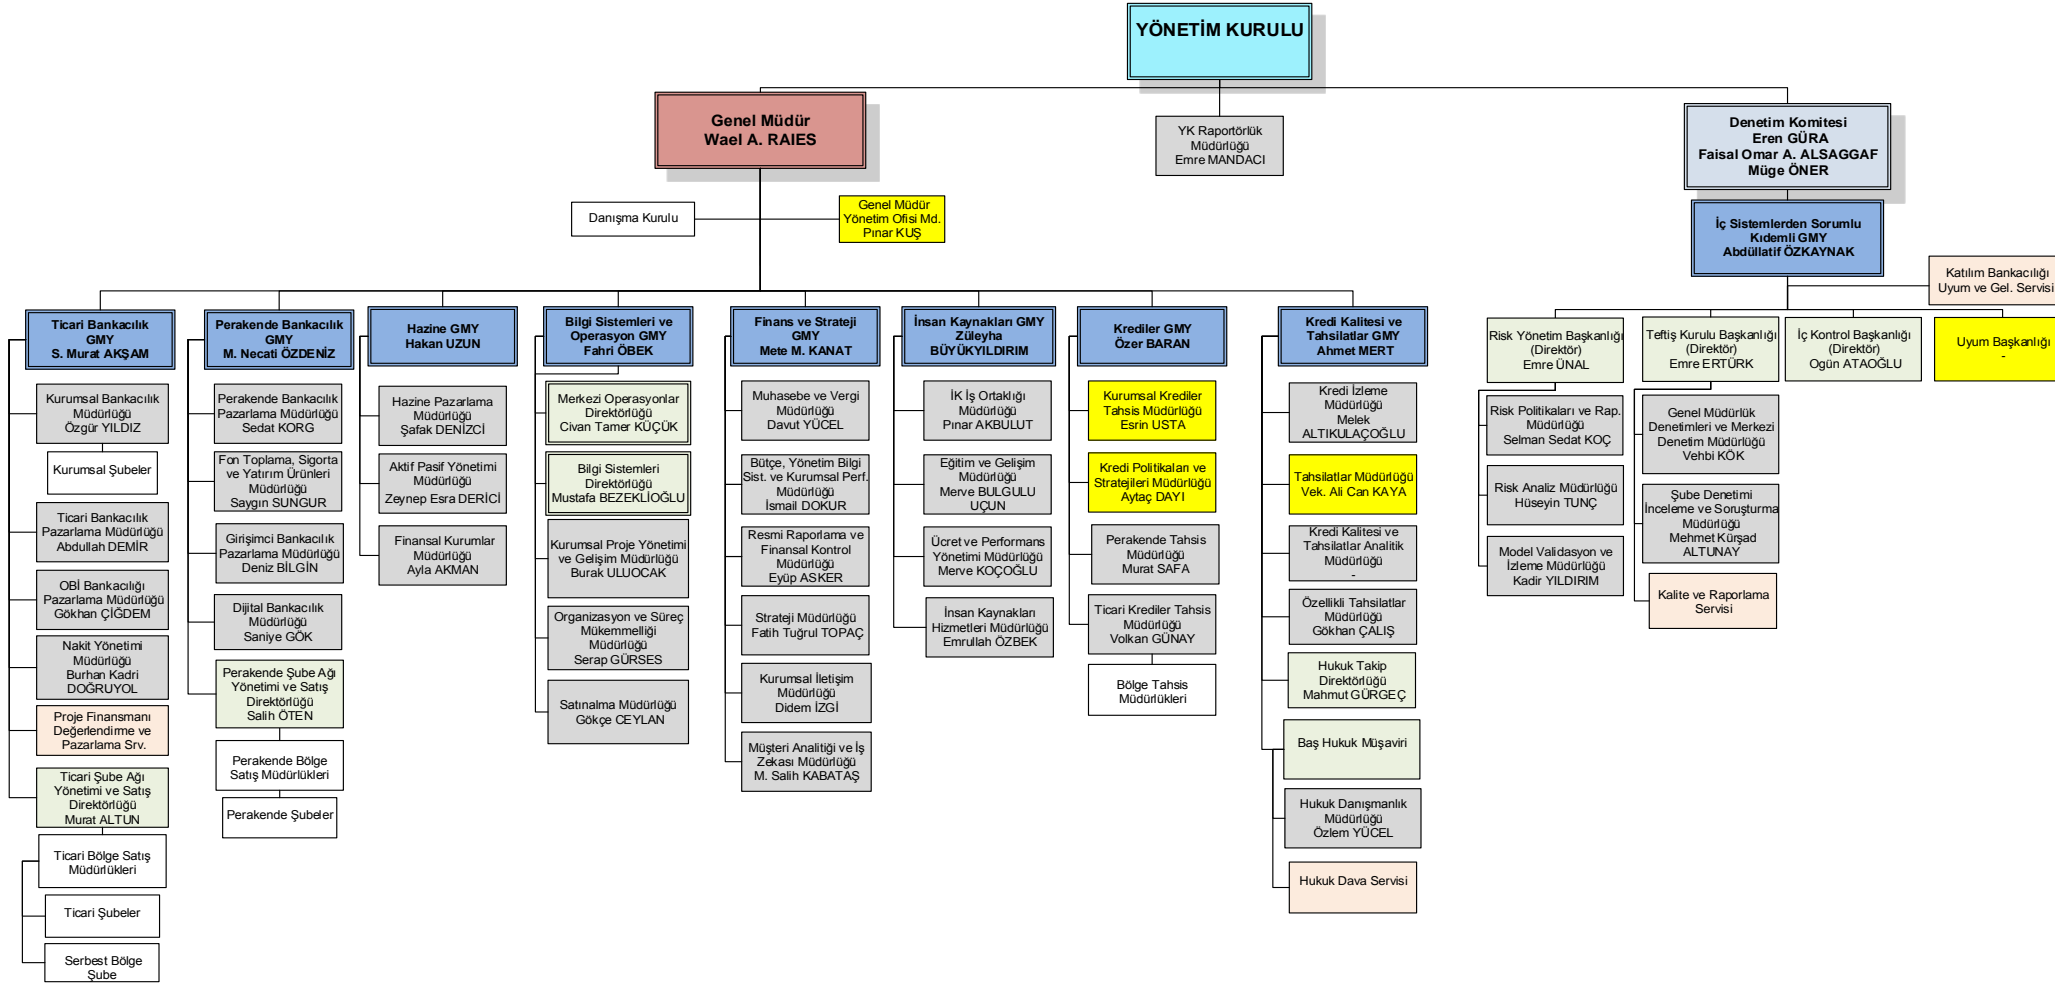 YÖNETİM KURULU
Genel Müdür
Wael A. RAIES
YK Raportörlük
Müdürlüğü
Emre MANDACI
Denetim Komitesi
Eren GÜRA
Faisal Omar A. ALSAGGAF
Müge ÖNER
Danışma Kurulu
Genel Müdür
Yönetim Ofisi Md.
Pınar KUŞ
İç Sistemlerden Sorumlu
Kıdemli GMY
Abdüllatif ÖZKAYNAK
Katılım Bankacılığı
Uyum ve Gel. Servisi
Ticari Bankacılık
GMY
S. Murat AKŞAM
Kurumsal Bankacılık
Müdürlüğü
Özgür YILDIZ
Kurumsal Şubeler
Ticari Bankacılık
Pazarlama Müdürlüğü
Abdullah DEMİR
OBİ Bankacılığı
Pazarlama Müdürlüğü
Gökhan ÇİĞDEM
Nakit Yönetimi
Müdürlüğü
Burhan Kadri
DOĞRUYOL
Proje Finansmanı
Değerlendirme ve
Pazarlama Srv.
Ticari Şube Ağı
Yönetimi ve Satış
Direktörlüğü
Murat ALTUN
Ticari Bölge Satış
Müdürlükleri
Ticari Şubeler
Serbest Bölge
Şube
Perakende Bankacılık
GMY
M. Necati ÖZDENİZ
Perakende Bankacılık
Pazarlama Müdürlüğü
Sedat KORG
Fon Toplama, Sigorta
ve Yatırım Ürünleri
Müdürlüğü
Saygın SUNGUR
Girişimci Bankacılık
Pazarlama Müdürlüğü
Deniz BİLGİN
Dijital Bankacılık
Müdürlüğü
Saniye GÖK
Perakende Şube Ağı
Yönetimi ve Satış
Direktörlüğü
Salih ÖTEN
Perakende Bölge
Satış Müdürlükleri
Perakende Şubeler
Hazine GMY
Hakan UZUN
Hazine Pazarlama
Müdürlüğü
Şafak DENİZCİ
Aktif Pasif Yönetimi
Müdürlüğü
Zeynep Esra DERİCİ
Finansal Kurumlar
Müdürlüğü
Ayla AKMAN
Bilgi Sistemleri ve
Operasyon GMY
Fahri ÖBEK
Merkezi Operasyonlar
Direktörlüğü
Civan Tamer KÜÇÜK
Bilgi Sistemleri
Direktörlüğü
Mustafa BEZEKLİOĞLU
Kurumsal Proje Yönetimi
ve Gelişim Müdürlüğü
Burak ULUOCAK
Organizasyon ve Süreç
Mükemmelliği
Müdürlüğü
Serap GÜRSES
Satınalma Müdürlüğü
Gökçe CEYLAN
Finans ve Strateji
GMY
Mete M. KANAT
Muhasebe ve Vergi
Müdürlüğü
Davut YÜCEL
Bütçe, Yönetim Bilgi
Sist. ve Kurumsal Perf.
Müdürlüğü
İsmail DOKUR
Resmi Raporlama ve
Finansal Kontrol
Müdürlüğü
Eyüp ASKER
Strateji Müdürlüğü
Fatih Tuğrul TOPAÇ
Kurumsal İletişim
Müdürlüğü
Didem İZGİ
Müşteri Analitiği ve İş
Zekası Müdürlüğü
M. Salih KABATAŞ
İnsan Kaynakları GMY
Züleyha
BÜYÜKYILDIRIM
İK İş Ortaklığı
Müdürlüğü
Pınar AKBULUT
Eğitim ve Gelişim
Müdürlüğü
Merve BULGULU
UÇUN
Ücret ve Performans
Yönetimi Müdürlüğü
Merve KOÇOĞLU
İnsan Kaynakları
Hizmetleri Müdürlüğü
Emrullah ÖZBEK
Krediler GMY
Özer BARAN
Kurumsal Krediler
Tahsis Müdürlüğü
Esrin USTA
Kredi Politikaları ve
Stratejileri Müdürlüğü
Aytaç DAYI
Perakende Tahsis
Müdürlüğü
Murat SAFA
Ticari Krediler Tahsis
Müdürlüğü
Volkan GÜNAY
Bölge Tahsis
Müdürlükleri
Kredi Kalitesi ve
Tahsilatlar GMY
Ahmet MERT
Kredi İzleme
Müdürlüğü
Melek
ALTIKULAÇOĞLU
Tahsilatlar Müdürlüğü
Vek. Ali Can KAYA
Kredi Kalitesi ve
Tahsilatlar Analitik
Müdürlüğü
-
Özellikli Tahsilatlar
Müdürlüğü
Gökhan ÇALIŞ
Hukuk Takip
Direktörlüğü
Mahmut GÜRGEÇ
Baş Hukuk Müşaviri
Hukuk Danışmanlık
Müdürlüğü
Özlem YÜCEL
Hukuk Dava Servisi
Risk Yönetim Başkanlığı
(Direktör)
Emre ÜNAL
Risk Politikaları ve Rap.
Müdürlüğü
Selman Sedat KOÇ
Risk Analiz Müdürlüğü
Hüseyin TUNÇ
Model Validasyon ve
İzleme Müdürlüğü
Kadir YILDIRIM
Teftiş Kurulu Başkanlığı
(Direktör)
Emre ERTÜRK
Genel Müdürlük
Denetimleri ve Merkezi
Denetim Müdürlüğü
Vehbi KÖK
Şube Denetimi
İnceleme ve Soruşturma
Müdürlüğü
Mehmet Kürşad
ALTUNAY
Kalite ve Raporlama
Servisi
İç Kontrol Başkanlığı
(Direktör)
Ogün ATAOĞLU
Uyum Başkanlığı
-